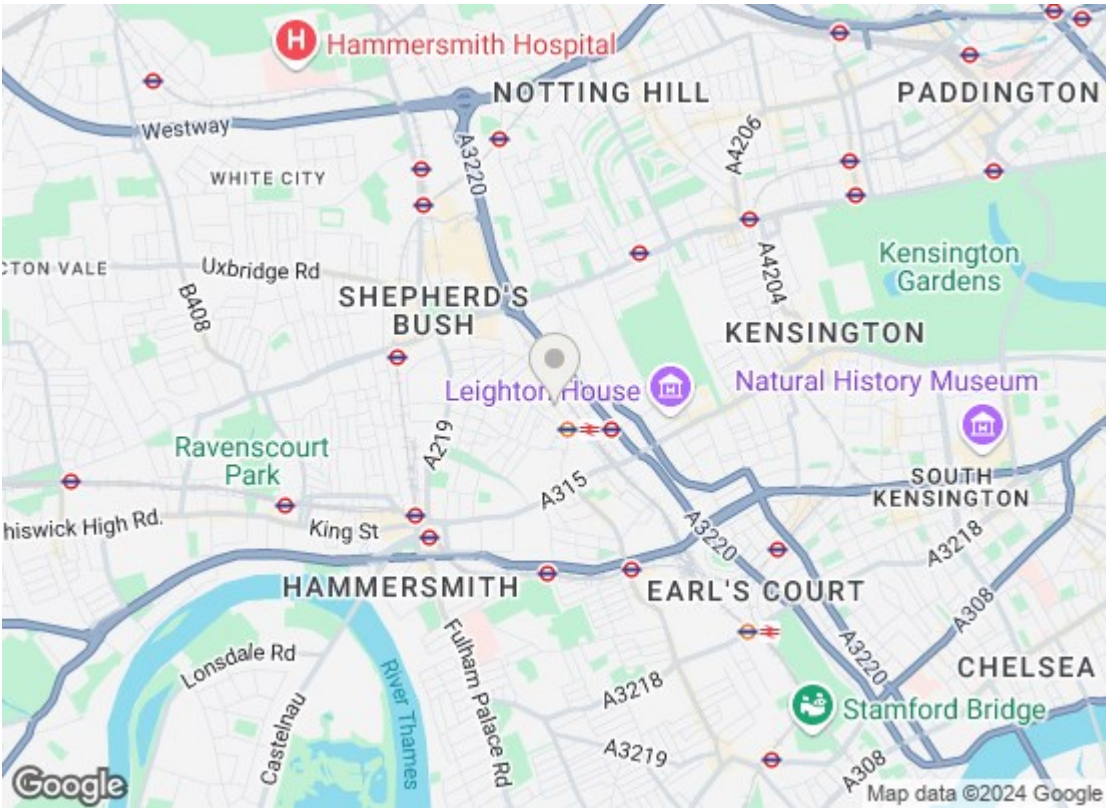 H
Hammersmith Hospital
NOTTING HILL
PADDINGTON
Westway
A3220
A4206
WHITE CITY
CTON VALE
Uxbridge Rd
Kensington
Gardens
B408
A4204
SHEPHERD'S
BUSH
KENSINGTON
Leighton House
Natural History Museum
A219
Ravenscourt
Park
A315
SOUTH
KENSINGTON
hiswick High Rd.
King St
A3220
A3218
HAMMERSMITH
EARL'S COURT
A308
Lonsdale Rd
Fulham Palace Rd
A3220
CHELSEA
River Thames
A3218
Castelnau
Stamford Bridge
A3219
A308
Google
Map data ©2024 Google